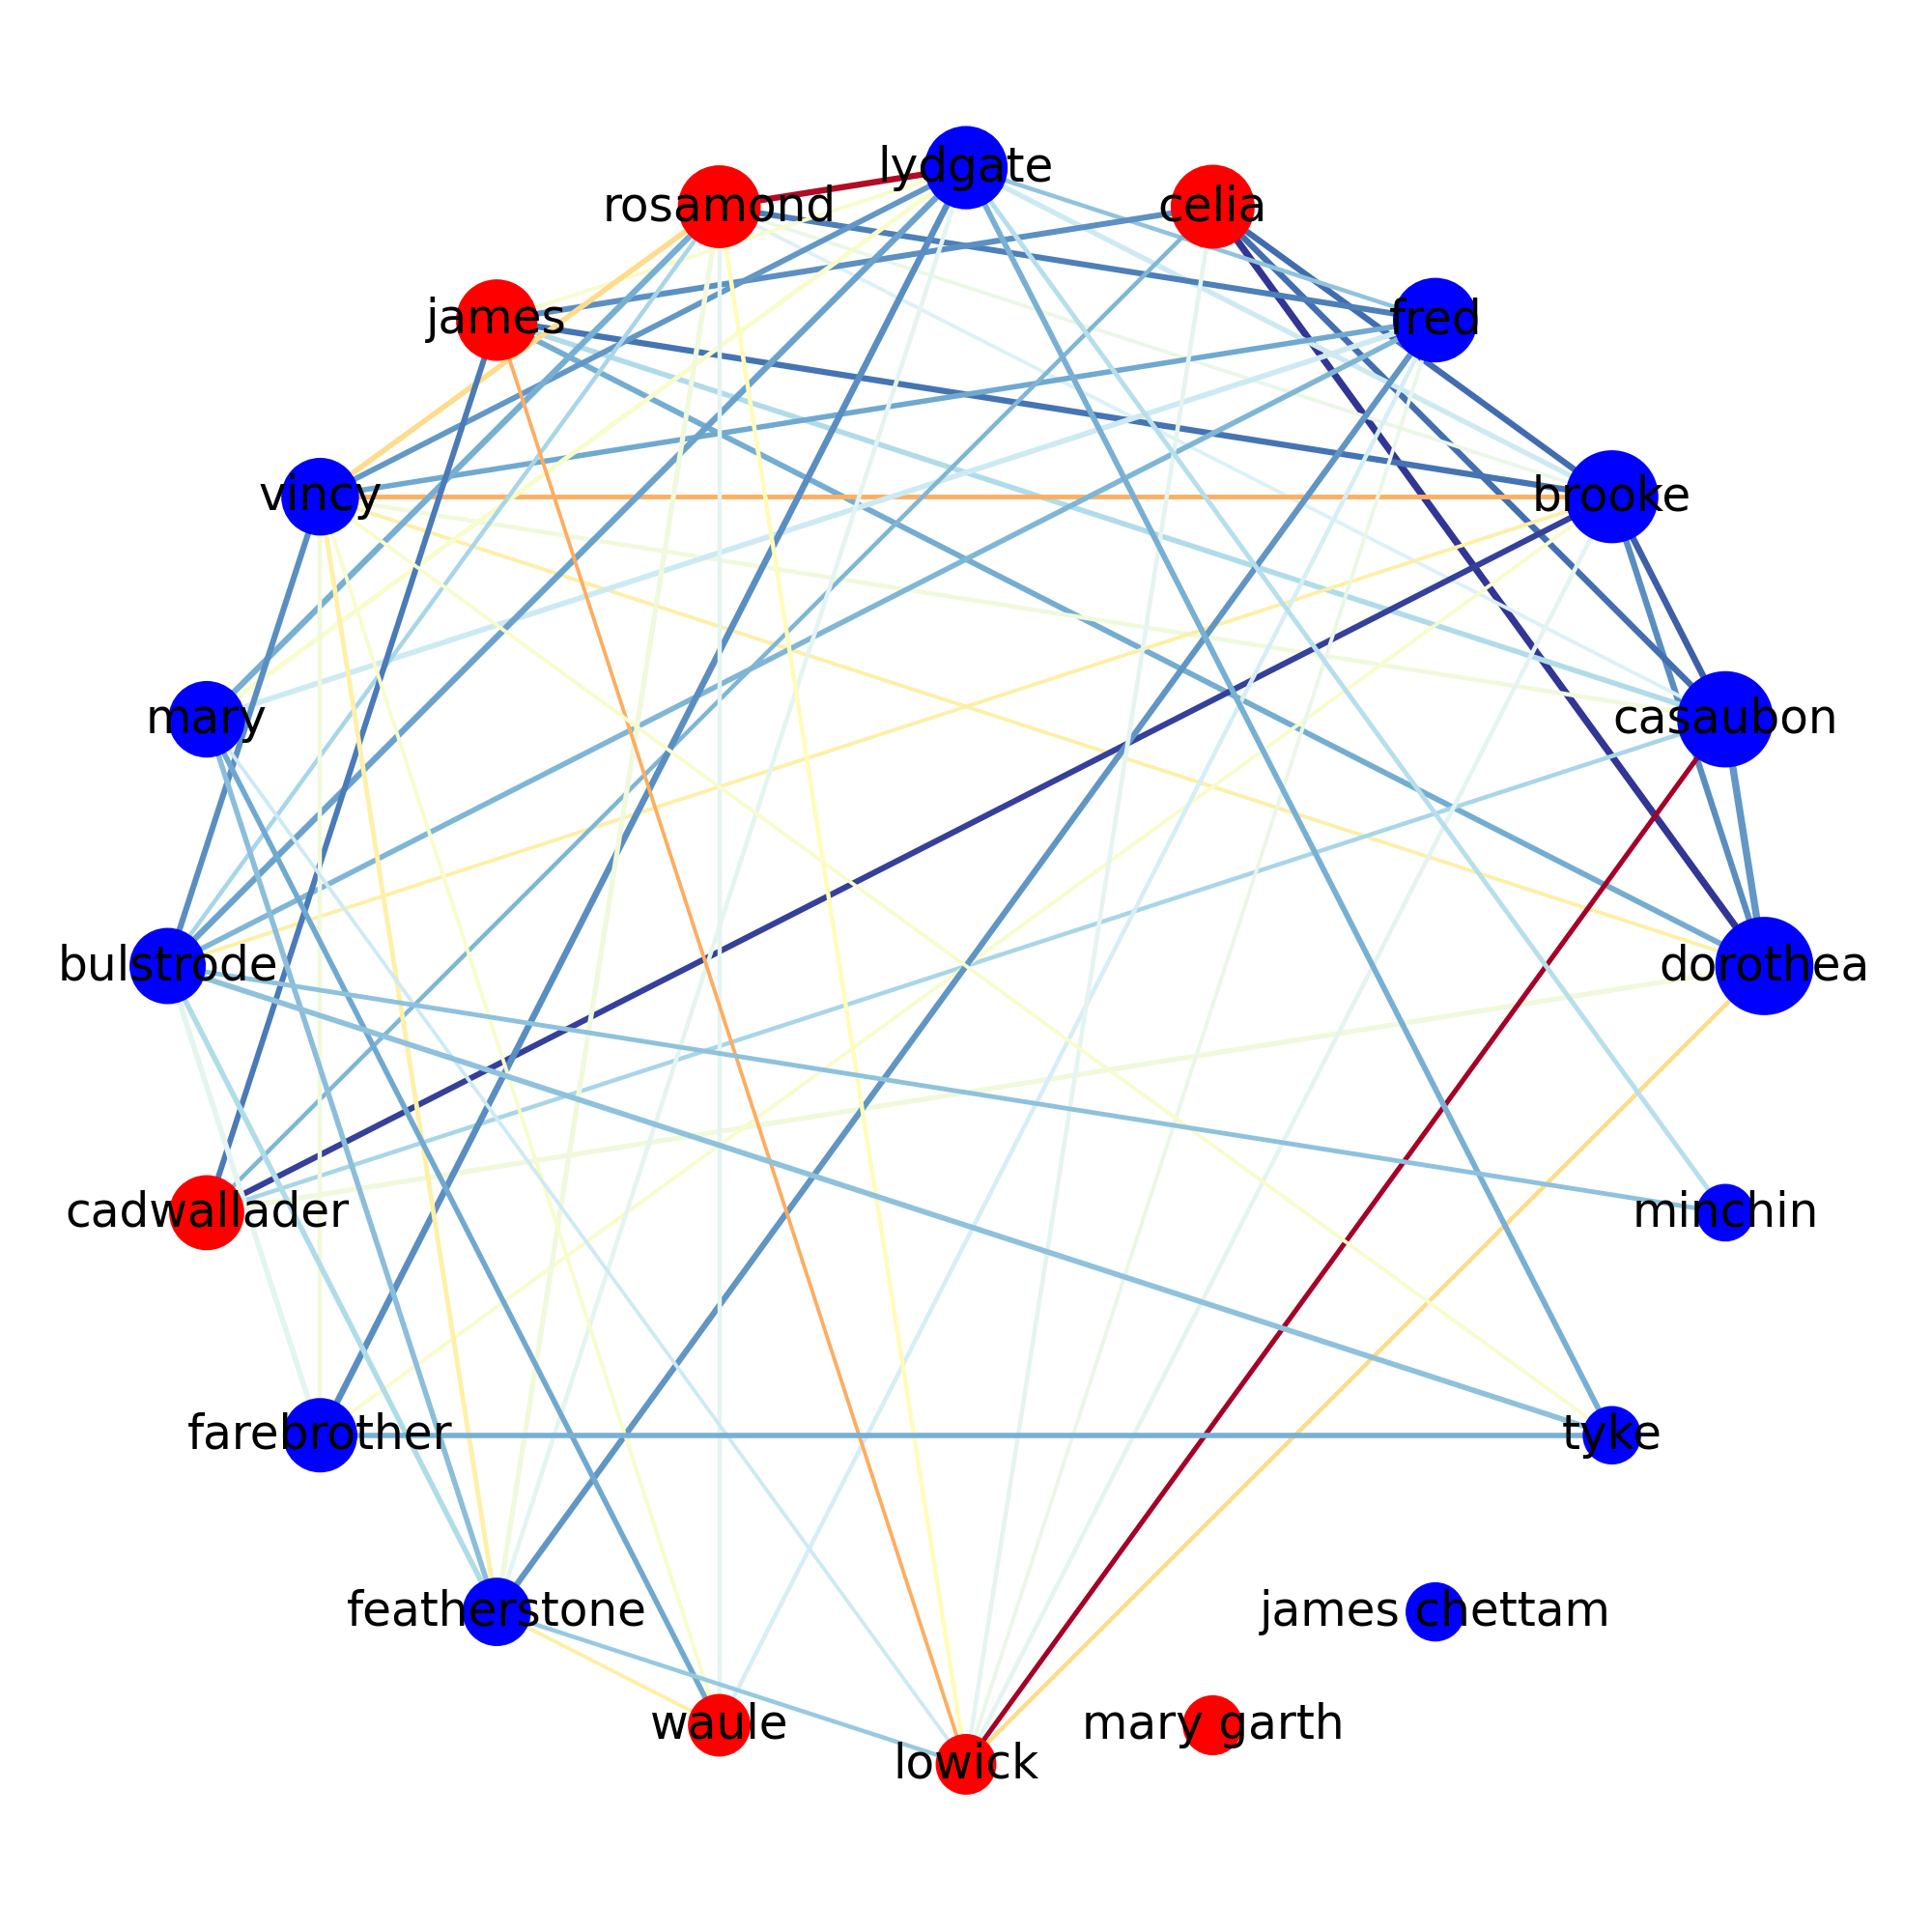 lydgate
rosamond
celia
james
fred
vincy
brooke
mary
casaubon
bulstrode
dorothea
cadwallader
minchin
farebrother
tyke
featherstone
james chettam
waule
mary garth
lowick